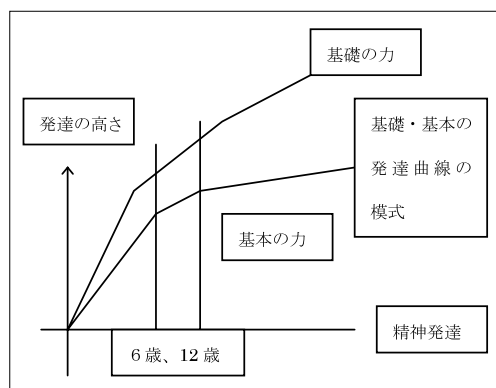 基礎の力
発達の高さ
基礎・基本の
発達曲線の
模式
基本の力
精神発達
6歳、12歳